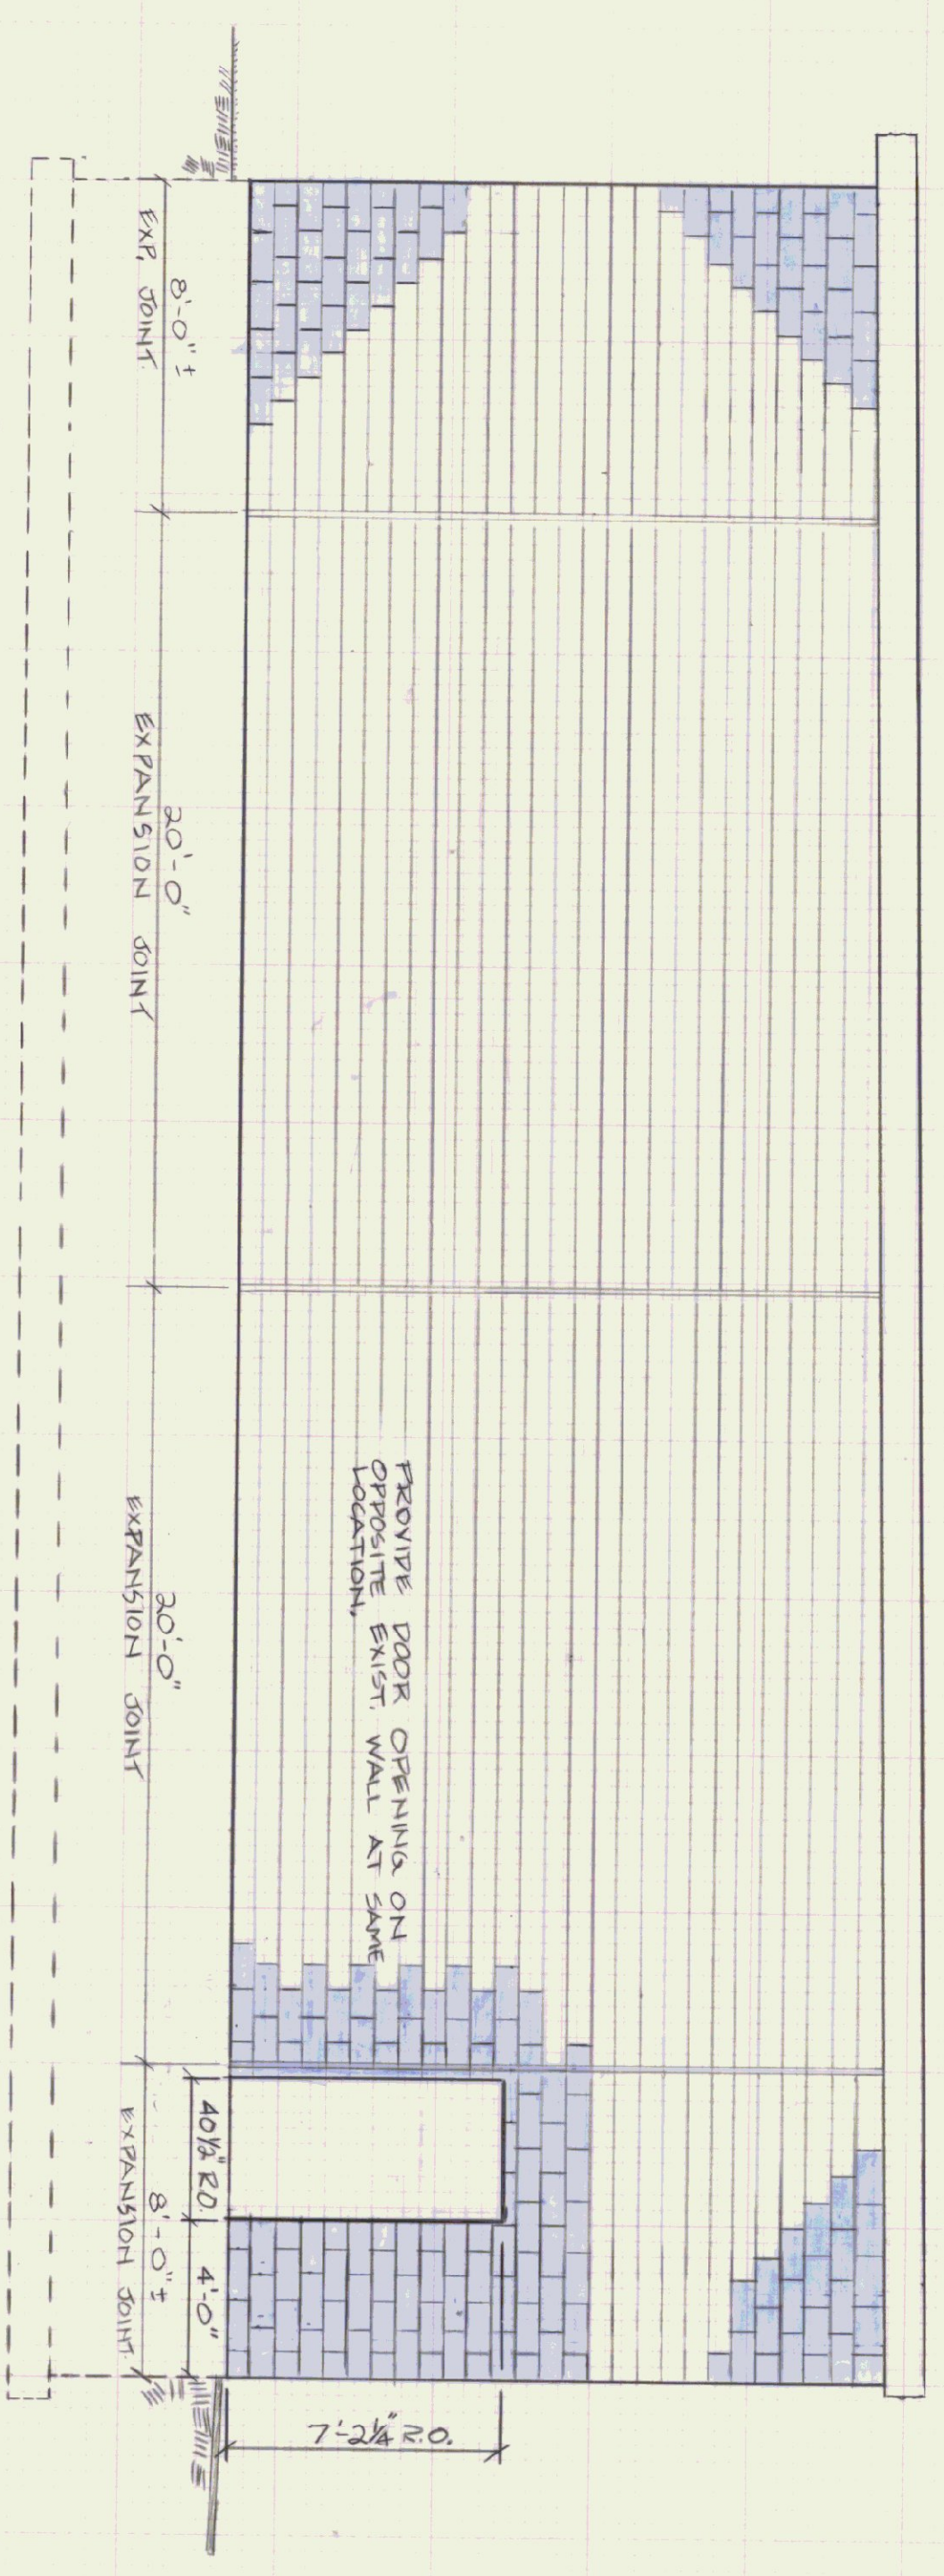 8'-0" ±
EXP. JOINT
20'-0"
EXPANSION JOINT
20'-0"
EXPANSION JOINT
PROVIDE DOOR OPENING ON
OPPOSITE EXIST. WALL AT SAME
LOCATION.
40½" R.O.
4'-0"
8'-0" ±
EXPANSION JOINT
7'-2¼" R.O.